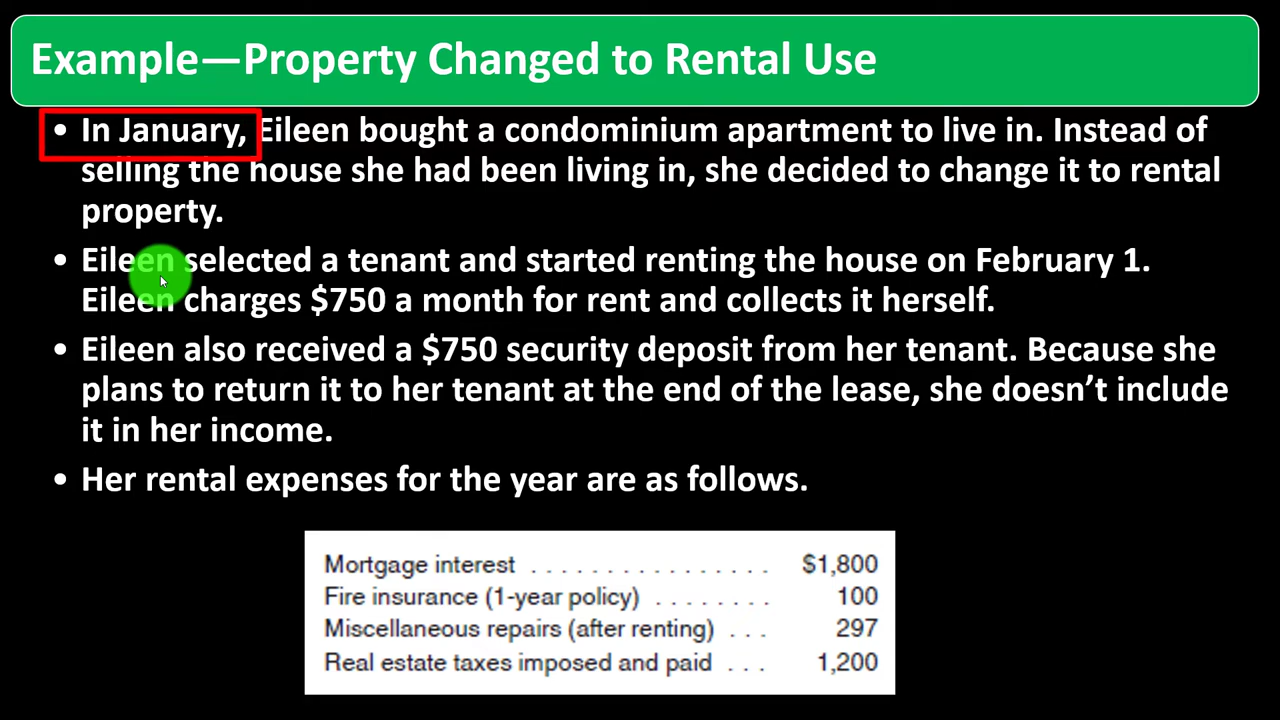 Example—Property Changed to Rental Use
• In January, Eileen bought a condominium apartment to live in. Instead of
selling the house she had been living in, she decided to change it to rental
property.
• Eileen selected a tenant and started renting the house on February 1.
Eileen charges $750 a month for rent and collects it herself.
• Eileen also received a $750 security deposit from her tenant. Because she
plans to return it to her tenant at the end of the lease, she doesn’t include
it in her income.
• Her rental expenses for the year are as follows.
Mortgage interest . . . . . . . . . . . . . . . . $1,800
Fire insurance (1-year policy) . . . . . . . . 100
Miscellaneous repairs (after renting) . . . 297
Real estate taxes imposed and paid . . . 1,200